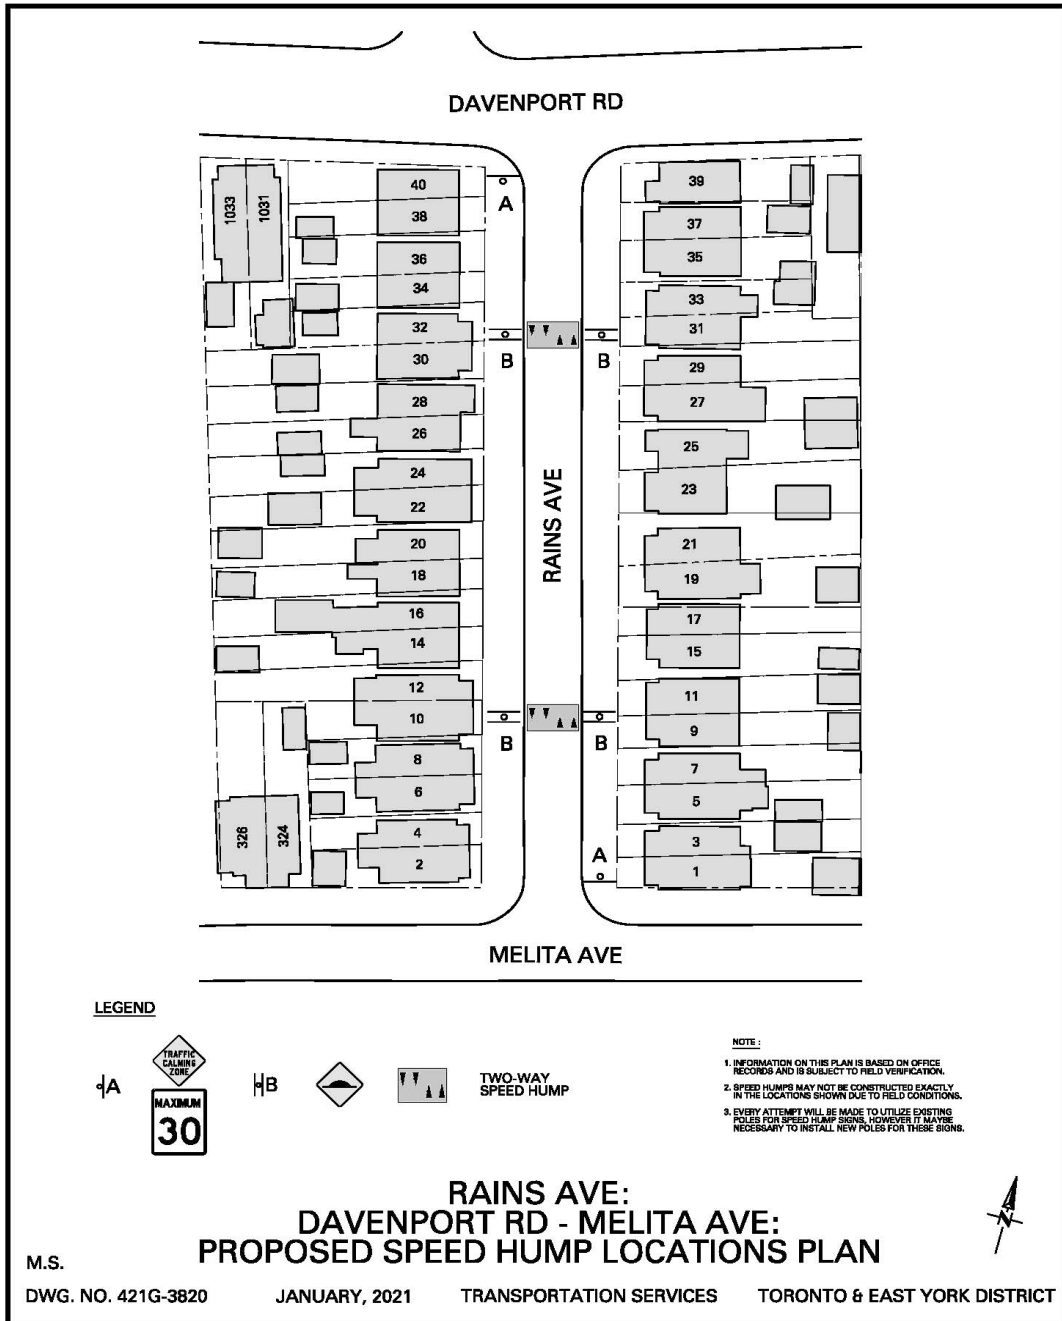 DAVENPORT RD
1033
1031
40
A
38
36
34
32
30
B
28
26
24
22
20
18
16
14
12
10
B
8
6
4
2
326
324
RAINS AVE
39
37
35
33
31
B
29
27
25
23
21
19
17
15
11
9
B
7
5
3
A
1
MELITA AVE
LEGEND
A
TRAFFIC
CALMING
ZONE
MAXIMUM
30
B
TWO-WAY
SPEED HUMP
NOTE :
1. INFORMATION ON THIS PLAN IS BASED ON OFFICE
RECORDS AND IS SUBJECT TO FIELD VERIFICATION.
2. SPEED HUMPS MAY NOT BE CONSTRUCTED EXACTLY
IN THE LOCATIONS SHOWN DUE TO FIELD CONDITIONS.
3. EVERY ATTEMPT WILL BE MADE TO UTILIZE EXISTING
POLES FOR SPEED HUMP SIGNS, HOWEVER IT MAYBE
NECESSARY TO INSTALL NEW POLES FOR THESE SIGNS.
RAINS AVE:
DAVENPORT RD - MELITA AVE:
PROPOSED SPEED HUMP LOCATIONS PLAN
N
M.S.
DWG. NO. 421G-3820 JANUARY, 2021 TRANSPORTATION SERVICES TORONTO & EAST YORK DISTRICT